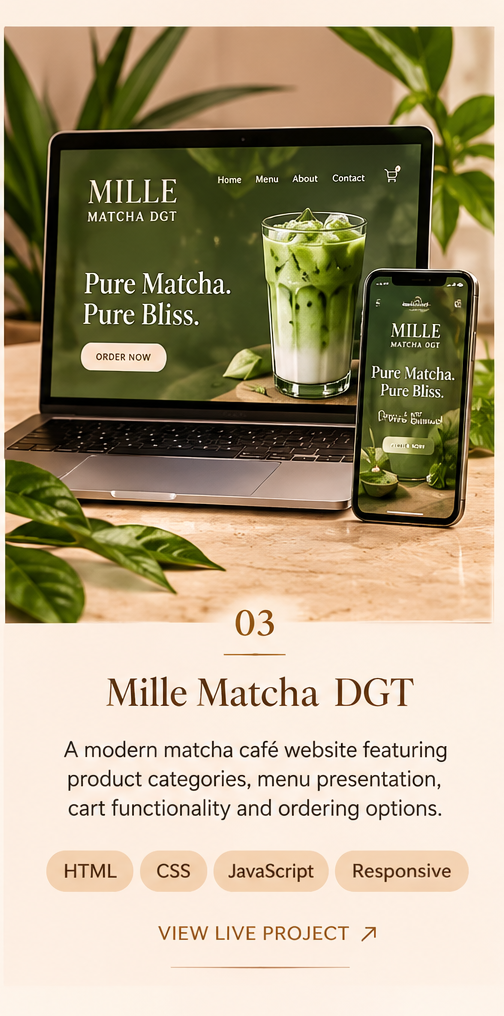 MILLE
MATCHA DGT
Home Menu About Contact
Pure Matcha.
Pure Bliss.
ORDER NOW
MILLE
MATCHA DGT
Pure Matcha.
Pure Bliss.
03
Mille Matcha DGT
A modern matcha café website featuring
product categories, menu presentation,
cart functionality and ordering options.
HTML CSS JavaScript Responsive
VIEW LIVE PROJECT ↗